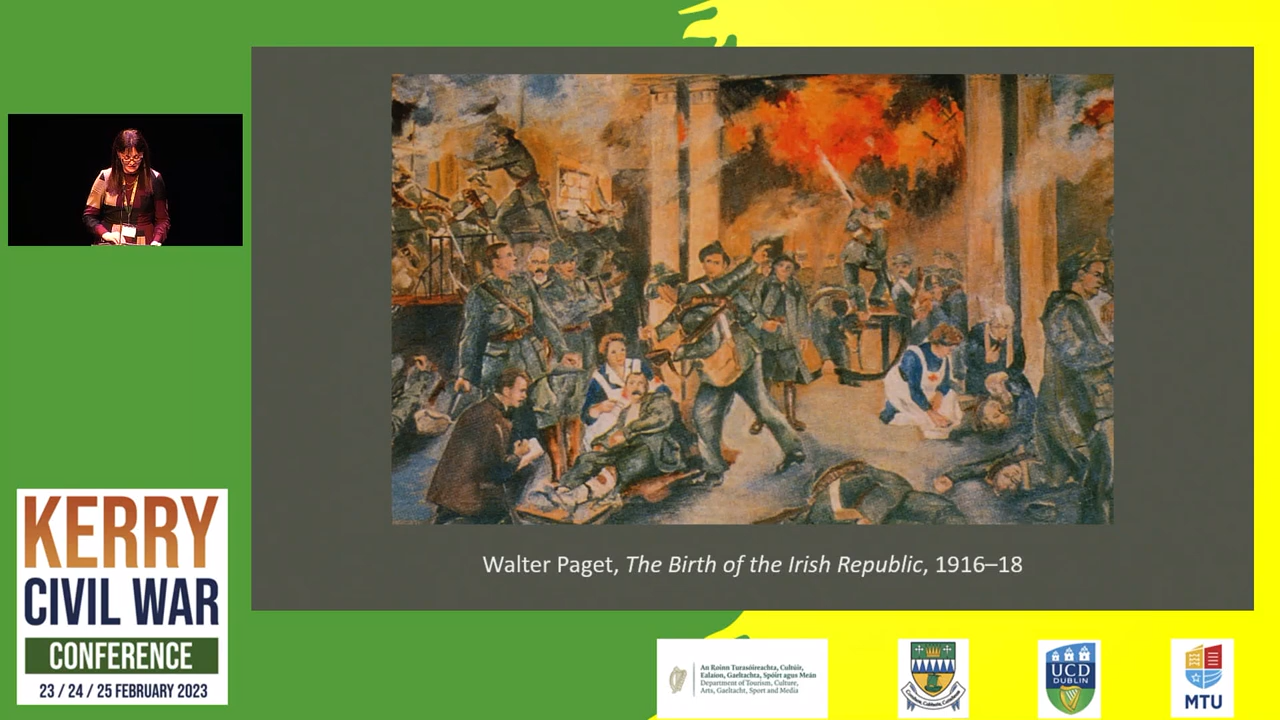 Walter Paget, The Birth of the Irish Republic, 1916–18
KERRY
CIVIL WAR
CONFERENCE
23 / 24 / 25 FEBRUARY 2023
An Roinn Turasóireachta, Cultúir,
Ealaíon, Gaeltachta, Spóirt agus Meán
Department of Tourism, Culture,
Arts, Gaeltacht, Sport and Media
UCD
DUBLIN
MTU